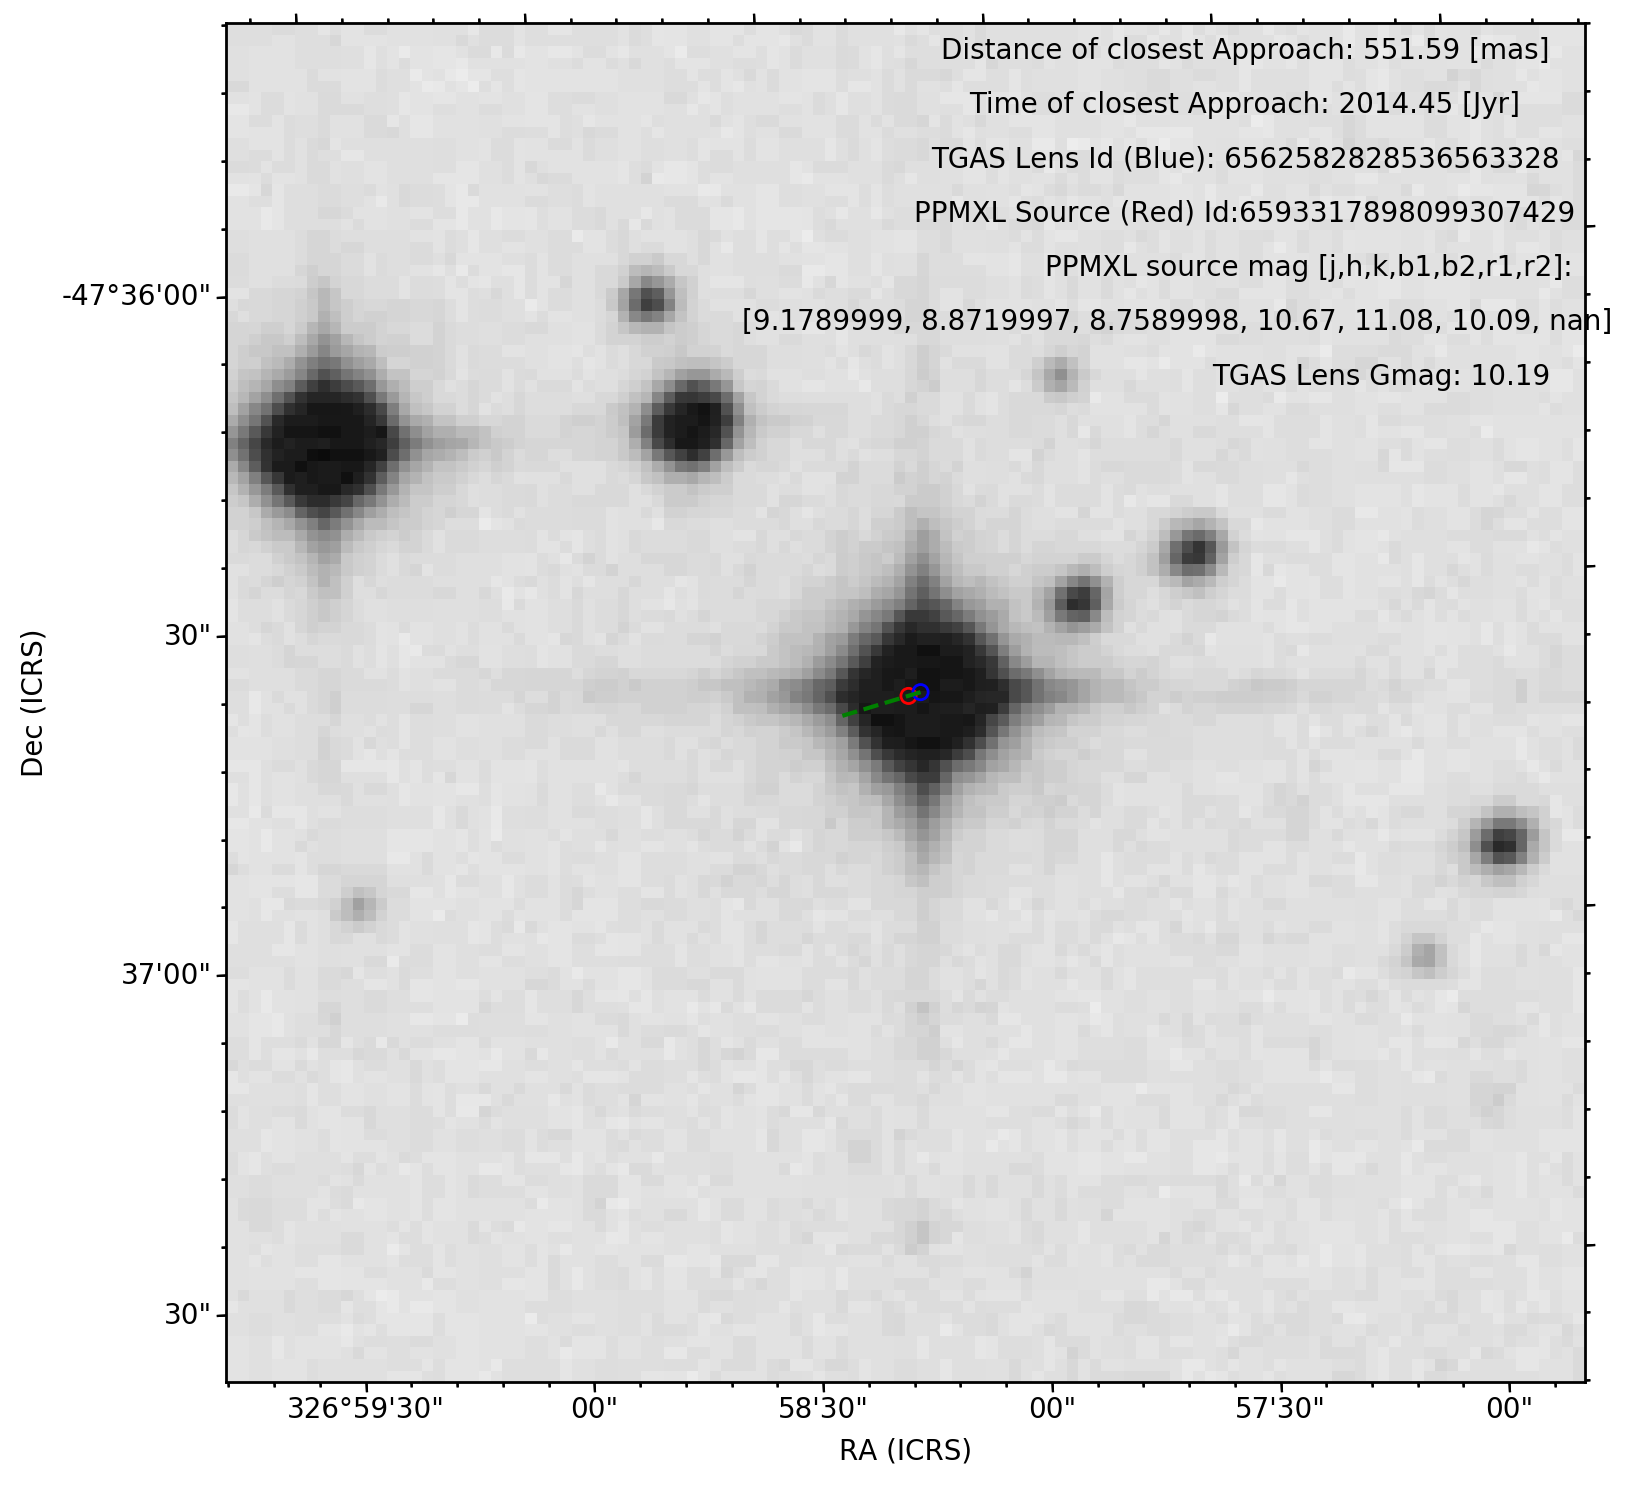 Distance of closest Approach: 551.59 [mas]
Time of closest Approach: 2014.45 [Jyr]
TGAS Lens Id (Blue): 6562582828536563328
PPMXL Source (Red) Id:6593317898099307429
PPMXL source mag [j,h,k,b1,b2,r1,r2]:
[9.1789999, 8.8719997, 8.7589998, 10.67, 11.08, 10.09, nan]
TGAS Lens Gmag: 10.19
-47°36'00"
30"
37'00"
30"
Dec (ICRS)
326°59'30" 00" 58'30" 00" 57'30" 00"
RA (ICRS)